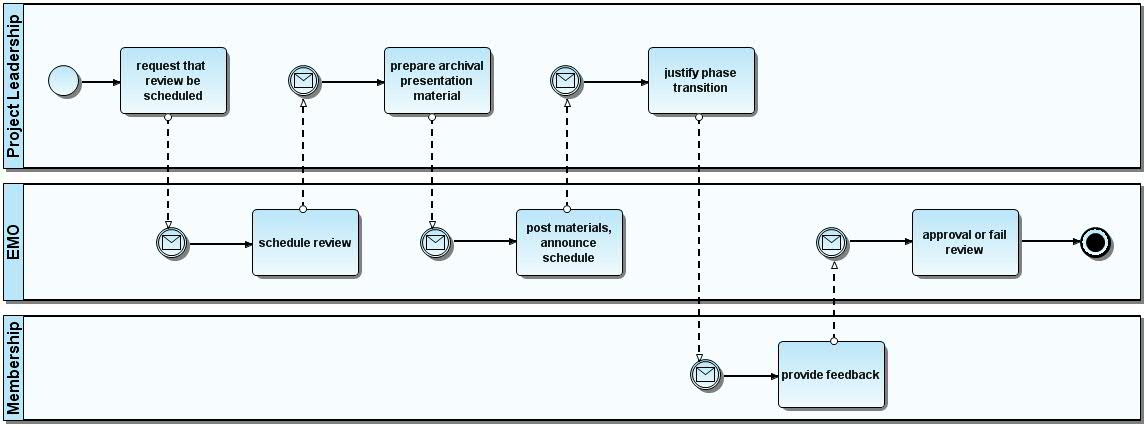 Project Leadership
request that
review be
scheduled
prepare archival
presentation
material
justify phase
transition
EMO
schedule review
post materials,
announce
schedule
approval or fail
review
Membership
provide feedback